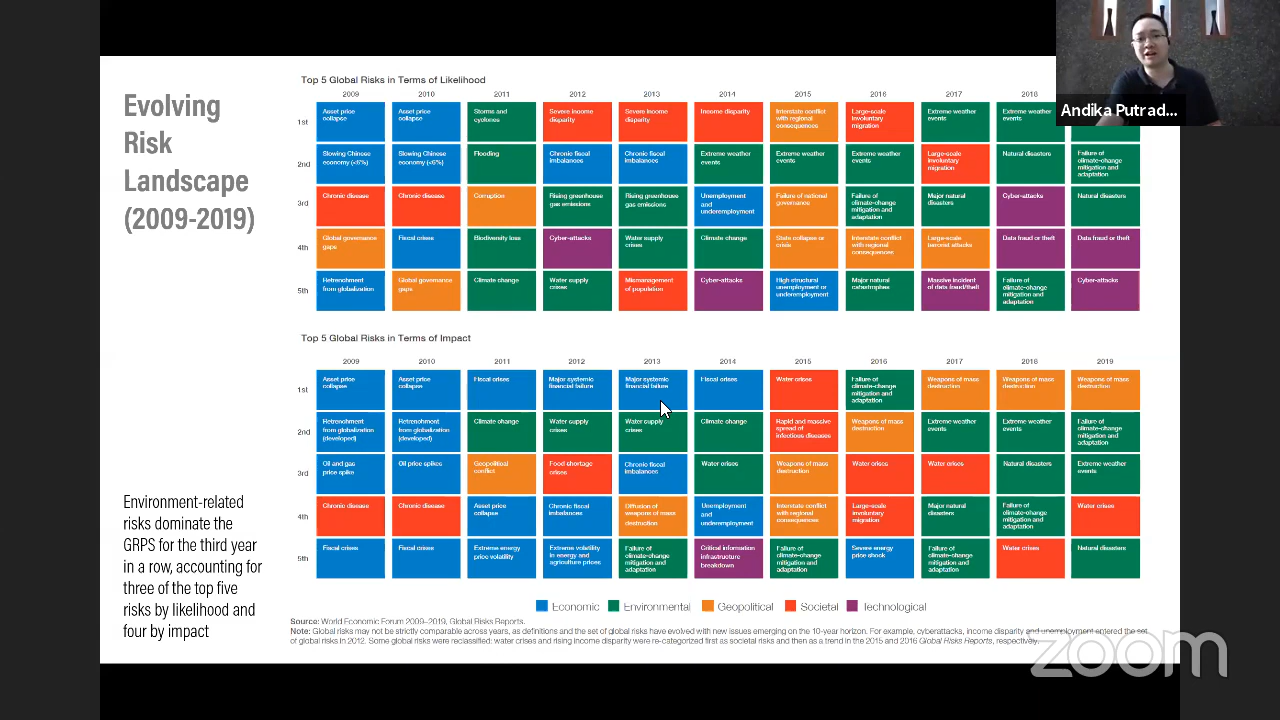 Andika Putrad...
Evolving
Risk
Landscape
(2009-2019)
Environment-related
risks dominate the
GRPS for the third year
in a row, accounting for
three of the top five
risks by likelihood and
four by impact
Top 5 Global Risks in Terms of Likelihood
2009 2010 2011 2012 2013 2014 2015 2016 2017 2018
1st
Asset price
collapse
Asset price
collapse
Storms and
cyclones
Severe income
disparity
Severe income
disparity
Income disparity
Interstate conflict
with regional
consequences
Large-scale
involuntary
migration
Extreme weather
events
Extreme weather
events
2nd
Slowing Chinese
economy (<6%)
Slowing Chinese
economy (<6%)
Flooding
Chronic fiscal
imbalances
Chronic fiscal
imbalances
Extreme weather
events
Extreme weather
events
Extreme weather
events
Large-scale
involuntary
migration
Natural disasters
Failure of
climate-change
mitigation and
adaptation
3rd
Chronic disease
Chronic disease
Corruption
Rising greenhouse
gas emissions
Rising greenhouse
gas emissions
Unemployment
and
underemployment
Failure of national
governance
Failure of
climate-change
mitigation and
adaptation
Major natural
disasters
Cyber-attacks
Natural disasters
4th
Global governance
gaps
Fiscal crises
Biodiversity loss
Cyber-attacks
Water supply
crises
Climate change
State collapse or
crisis
Interstate conflict
with regional
consequences
Large-scale
terrorist attacks
Data fraud or theft
Data fraud or theft
5th
Retrenchment
from globalization
Global governance
gaps
Climate change
Water supply
crises
Mismanagement
of population
Cyber-attacks
High structural
unemployment or
underemployment
Major natural
catastrophes
Massive incident
of data fraud/theft
Failure of
climate-change
mitigation and
adaptation
Cyber-attacks
Top 5 Global Risks in Terms of Impact
2009 2010 2011 2012 2013 2014 2015 2016 2017 2018 2019
1st
Asset price
collapse
Asset price
collapse
Fiscal crises
Major systemic
financial failure
Major systemic
financial failure
Fiscal crises
Water crises
Failure of
climate-change
mitigation and
adaptation
Weapons of mass
destruction
Weapons of mass
destruction
Weapons of mass
destruction
2nd
Retrenchment
from globalization
(developed)
Retrenchment
from globalization
(developed)
Climate change
Water supply
crises
Water supply
crises
Climate change
Rapid and massive
spread of
infectious diseases
Weapons of mass
destruction
Extreme weather
events
Extreme weather
events
Failure of
climate-change
mitigation and
adaptation
3rd
Oil and gas
price spike
Oil price spikes
Geopolitical
conflict
Food shortage
crises
Chronic fiscal
imbalances
Water crises
Weapons of mass
destruction
Water crises
Water crises
Natural disasters
Extreme weather
events
4th
Chronic disease
Chronic disease
Asset price
collapse
Chronic fiscal
imbalances
Diffusion of
weapons of mass
destruction
Unemployment
and
underemployment
Interstate conflict
with regional
consequences
Large-scale
involuntary
migration
Major natural
disasters
Failure of
climate-change
mitigation and
adaptation
Water crises
5th
Fiscal crises
Fiscal crises
Extreme energy
price volatility
Extreme volatility
in energy and
agriculture prices
Failure of
climate-change
mitigation and
adaptation
Critical information
infrastructure
breakdown
Failure of
climate-change
mitigation and
adaptation
Severe energy
price shock
Failure of
climate-change
mitigation and
adaptation
Water crises
Natural disasters
Economic Environmental Geopolitical Societal Technological
Source: World Economic Forum 2009–2019, Global Risks Reports.
Note: Global risks may not be strictly comparable across years, as definitions and the set of global risks have evolved with new issues emerging on the 10-year horizon. For example, cyberattacks, income disparity and unemployment entered the set
of global risks in 2012. Some global risks were reclassified: water crises and rising income disparity were re-categorized first as societal risks and then as a trend in the 2015 and 2016 Global Risks Reports, respectively.
zoom